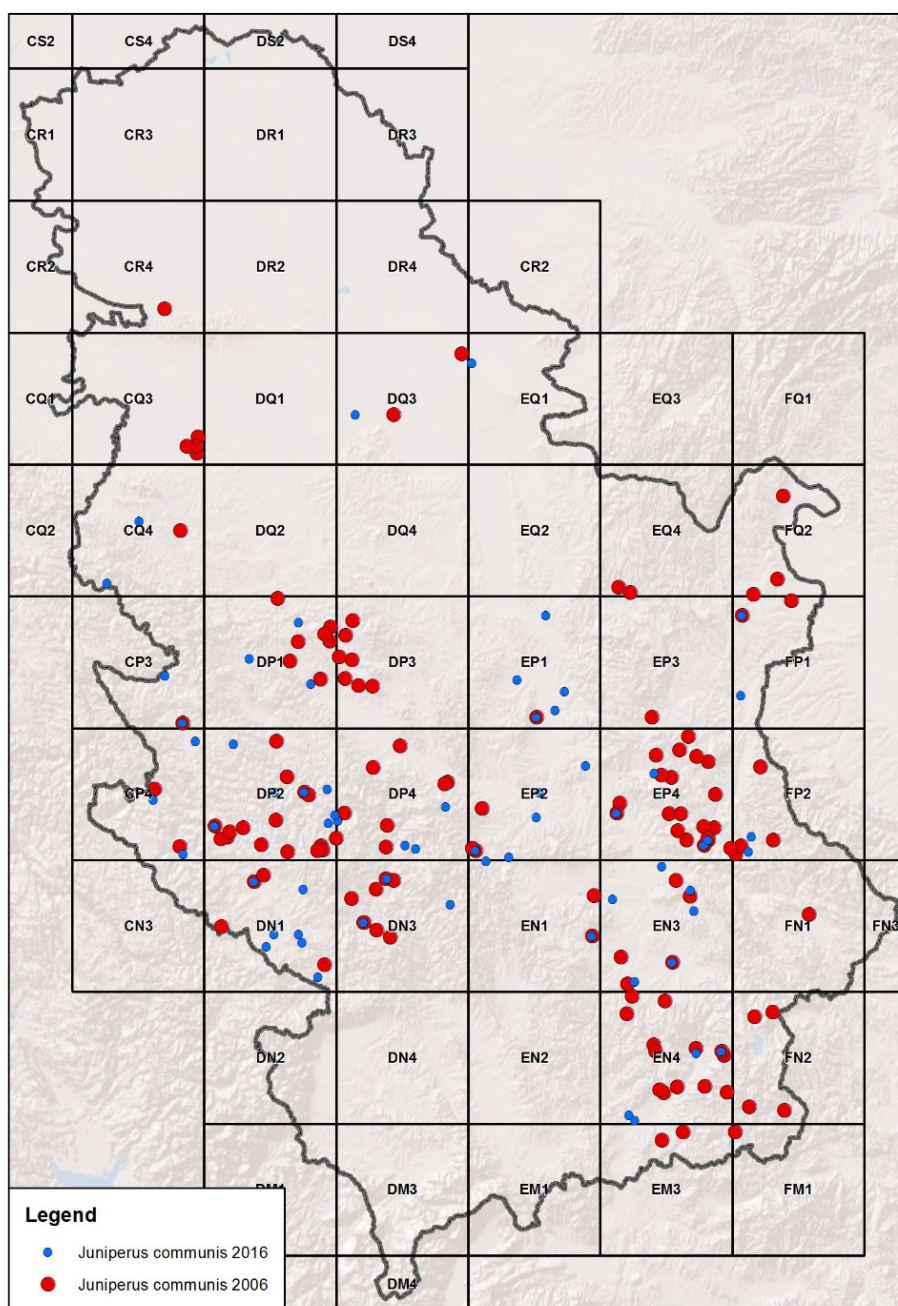 CS2 CS4 DS2 DS4
CR1 CR3 DR1 DR3
CR2 CR4 DR2 DR4 CR2
CQ1 CQ3 DQ1 DQ3 EQ1 EQ3 FQ1
CQ2 CQ4 DQ2 DQ4 EQ2 EQ4 FQ2
CP3 DP1 DP3 EP1 EP3 FP1
CP4 DP2 DP4 EP2 EP4 FP2
CN3 DN1 DN3 EN1 EN3 FN1 FN3
DN2 DN4 EN2 EN4 FN2
DM1 DM3 EM1 EM3 FM1
DM4
Legend
Juniperus communis 2016
Juniperus communis 2006